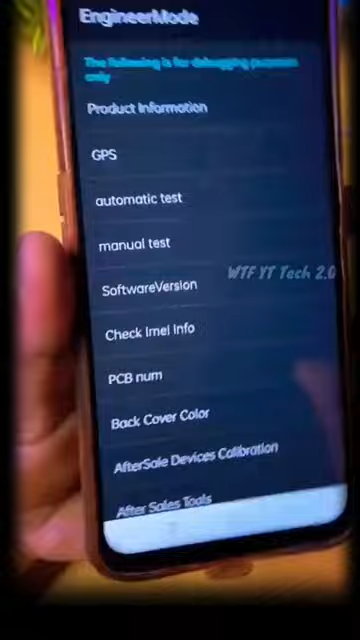 EngineerMode
The following is for debugging purposes
only
Product Information
GPS
automatic test
manual test
WTF YT Tech 2.0
SoftwareVersion
Check Imei Info
PCB num
Back Cover Color
AfterSale Devices Calibration
After Sales Tools